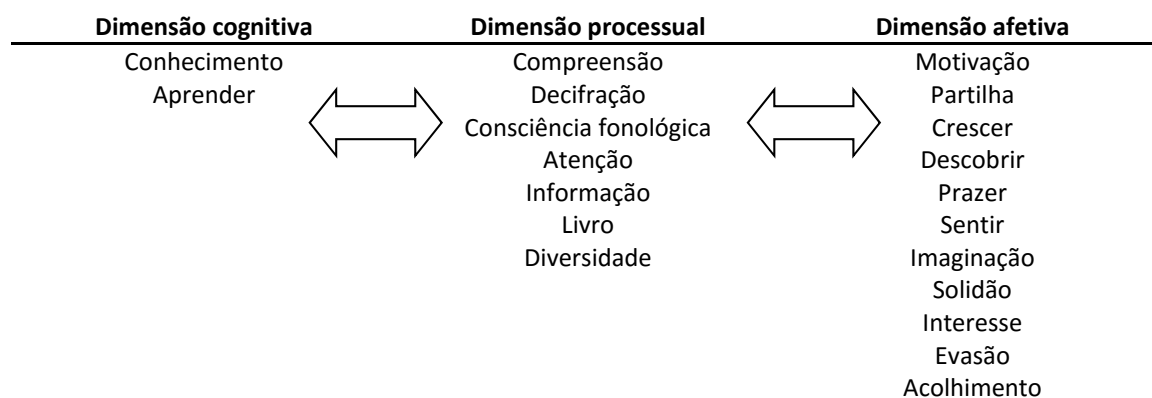 Dimensão cognitiva Dimensão processual Dimensão afetiva
Conhecimento Compreensão Motivação
Aprender Decifração Partilha
Consciência fonológica Crescer
Atenção Descobrir
Informação Prazer
Livro Sentir
Diversidade Imaginação
Solidão
Interesse
Evasão
Acolhimento